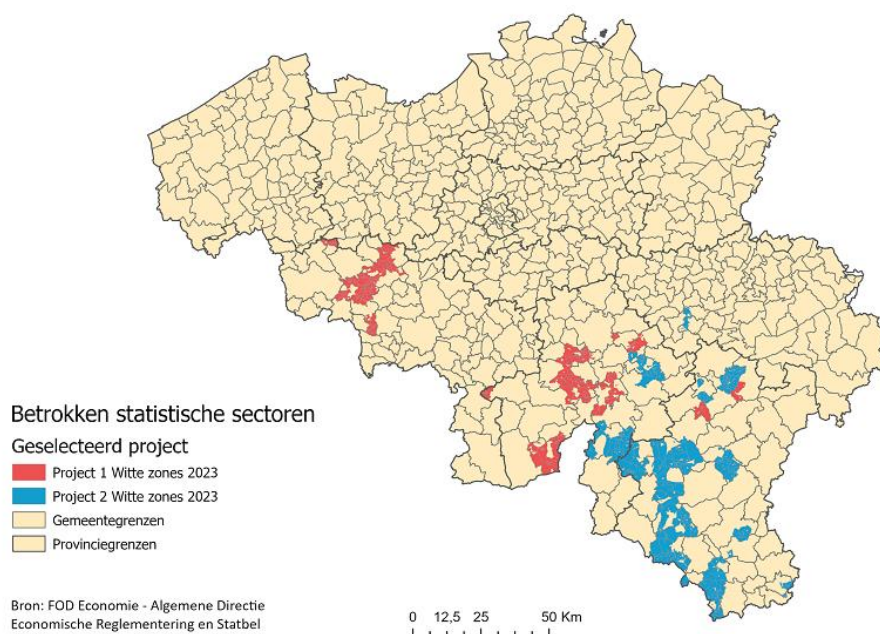 Betrokken statistische sectoren
Geselecteerd project
Project 1 Witte zones 2023
Project 2 Witte zones 2023
Gemeentegrenzen
Provinciegrenzen
Bron: FOD Economie - Algemene Directie
Economische Reglementering en Statbel
0 12,5 25 50 Km